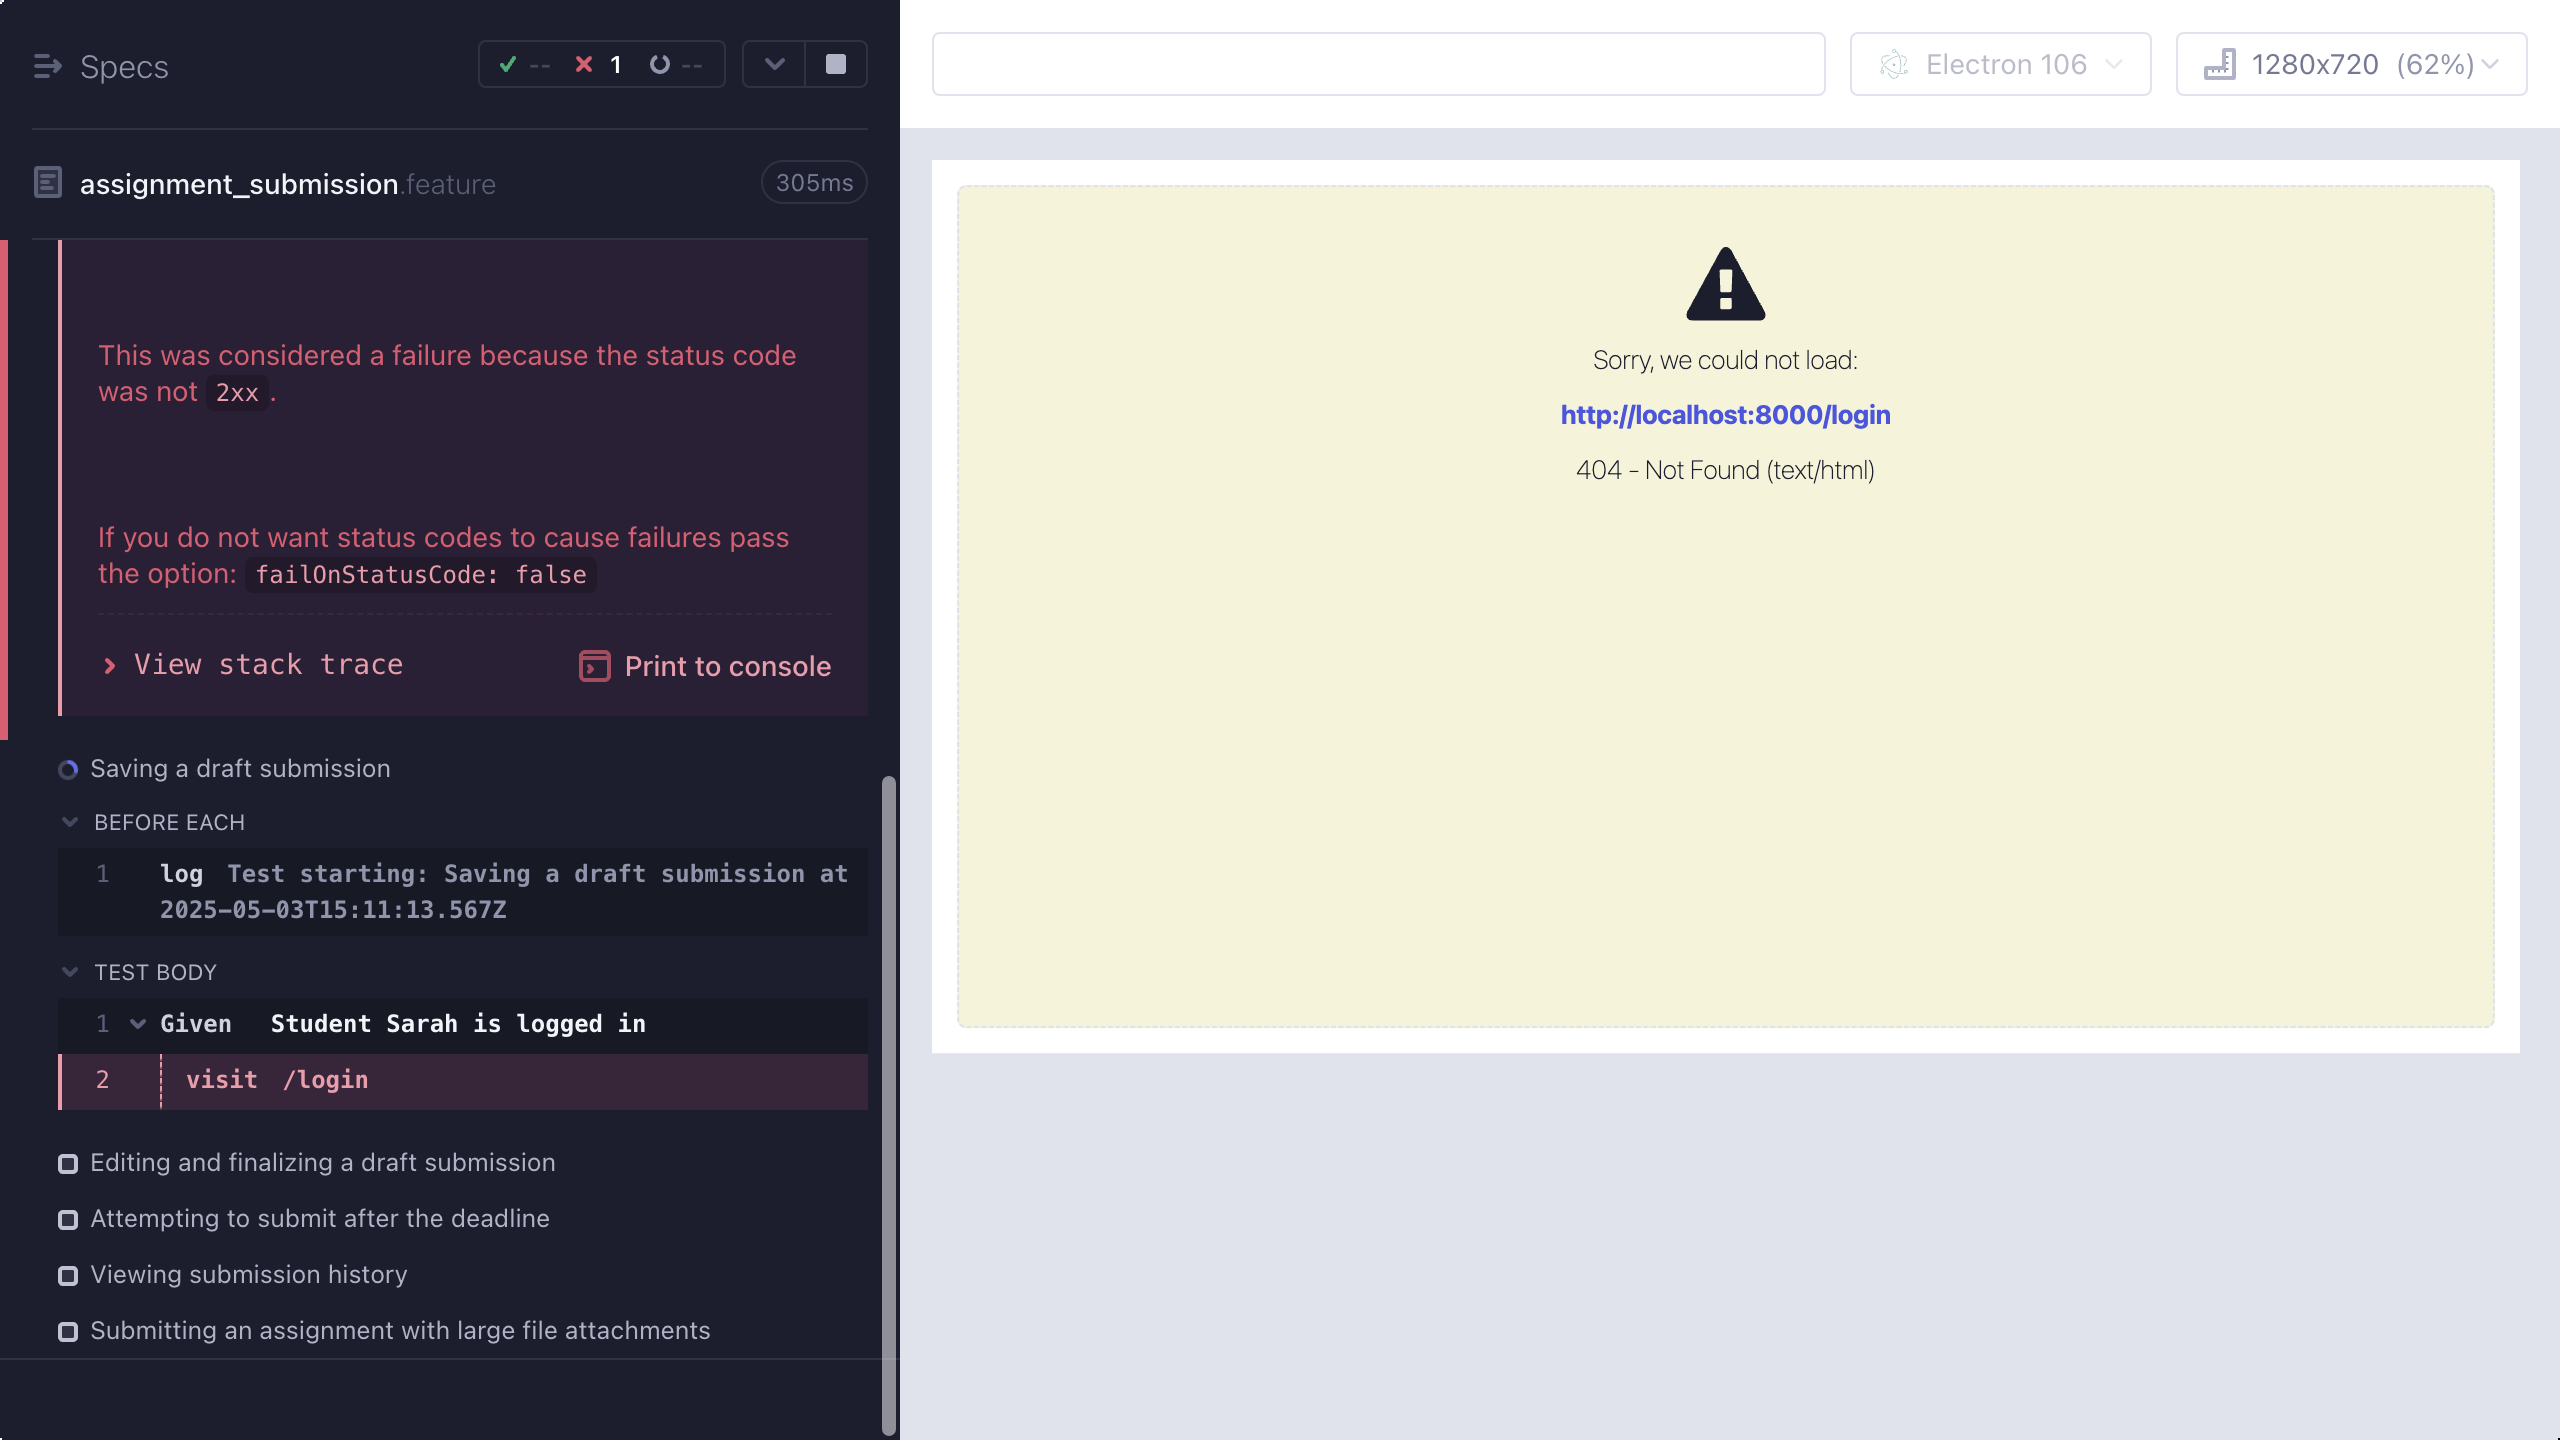 Specs
-- 1 --
assignment_submission.feature 305ms
This was considered a failure because the status code
was not 2xx.
If you do not want status codes to cause failures pass
the option: failOnStatusCode: false
View stack trace Print to console
Saving a draft submission
BEFORE EACH
1 log Test starting: Saving a draft submission at
2025-05-03T15:11:13.567Z
TEST BODY
1 Given Student Sarah is logged in
2 visit /login
Editing and finalizing a draft submission
Attempting to submit after the deadline
Viewing submission history
Submitting an assignment with large file attachments
Electron 106
1280x720 (62%)
Sorry, we could not load:
http://localhost:8000/login
404 - Not Found (text/html)